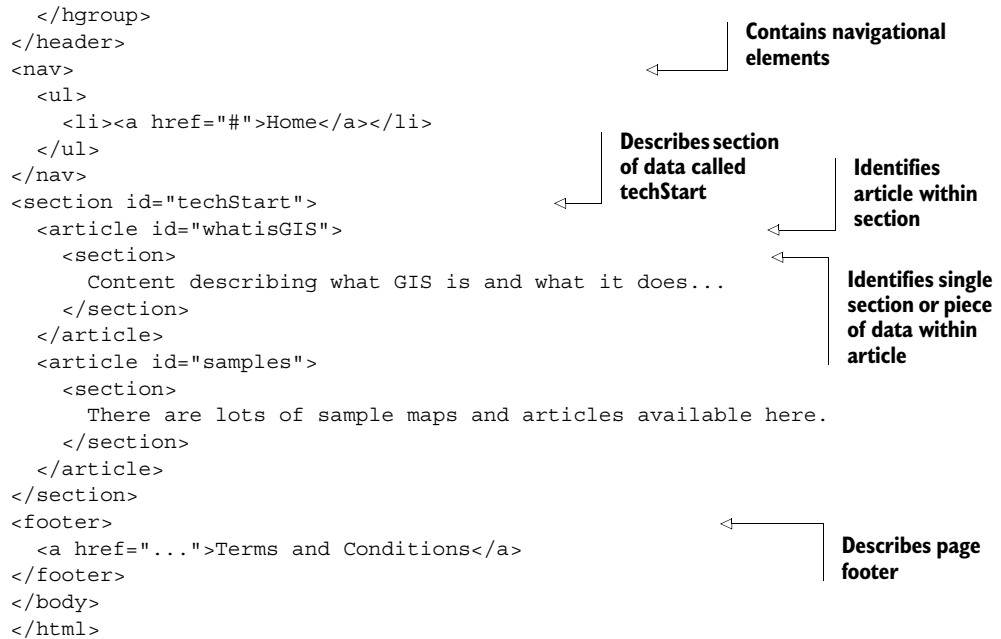 </hgroup>
</header>
Contains navigational
elements
<nav>
  <ul>
    <li><a href="#">Home</a></li>
  </ul>
</nav>
Describes section
of data called
techStart
<section id="techStart">
Identifies
article within
section
  <article id="whatisGIS">
    <section>
      Content describing what GIS is and what it does...
    </section>
Identifies single
section or piece
of data within
article
  </article>
  <article id="samples">
    <section>
      There are lots of sample maps and articles available here.
    </section>
  </article>
</section>
<footer>
  <a href="...">Terms and Conditions</a>
Describes page
footer
</footer>
</body>
</html>